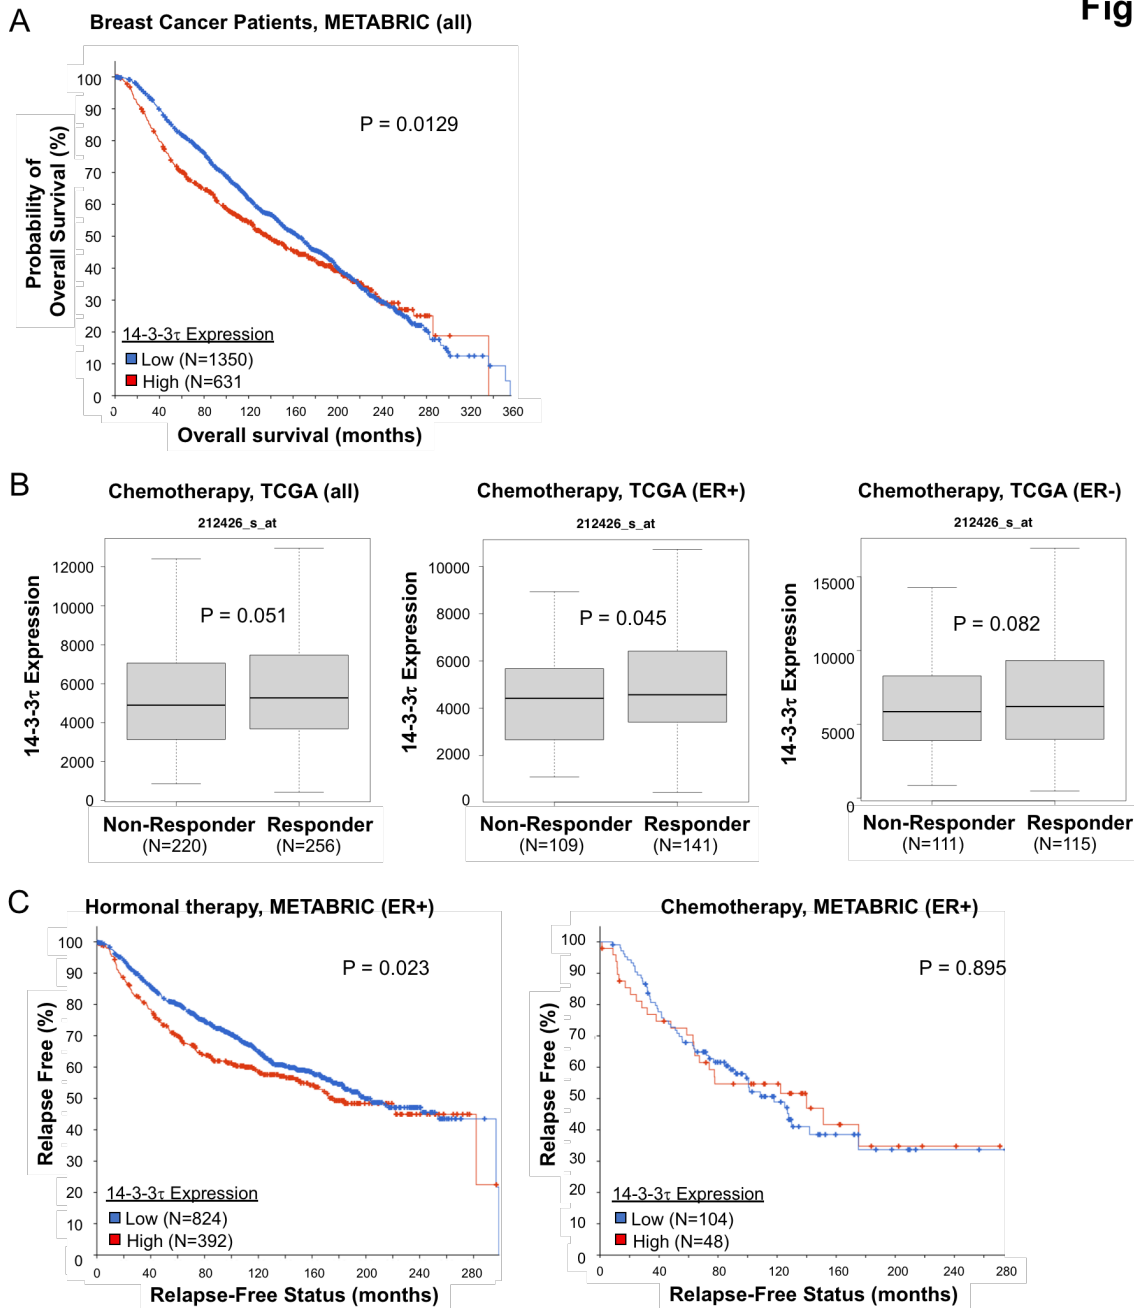 Fig
A
Breast Cancer Patients, METABRIC (all)
Probability of
Overall Survival (%)
100
90
80
70
60
50
40
30
20
10
0
P = 0.0129
14-3-3τ Expression
Low (N=1350)
High (N=631
0 40 80 120 160 200 240 280 320 360
Overall survival (months)
B
Chemotherapy, TCGA (all)
212426_s_at
14-3-3τ Expression
12000
10000
8000
6000
4000
2000
0
P = 0.051
Non-Responder Responder
(N=220) (N=256)
Chemotherapy, TCGA (ER+)
212426_s_at
14-3-3τ Expression
10000
8000
6000
4000
2000
0
P = 0.045
Non-Responder Responder
(N=109) (N=141)
Chemotherapy, TCGA (ER-)
212426_s_at
14-3-3τ Expression
15000
10000
5000
0
P = 0.082
Non-Responder Responder
(N=111) (N=115)
C
Hormonal therapy, METABRIC (ER+)
Relapse Free (%)
100
90
80
70
60
50
40
30
20
10
0
P = 0.023
14-3-3τ Expression
Low (N=824)
High (N=392)
0 40 80 120 160 200 240 280
Relapse-Free Status (months)
Chemotherapy, METABRIC (ER+)
Relapse Free (%)
100
90
80
70
60
50
40
30
20
10
0
P = 0.895
14-3-3τ Expression
Low (N=104)
High (N=48)
0 40 80 120 160 200 240 280
Relapse-Free Status (months)